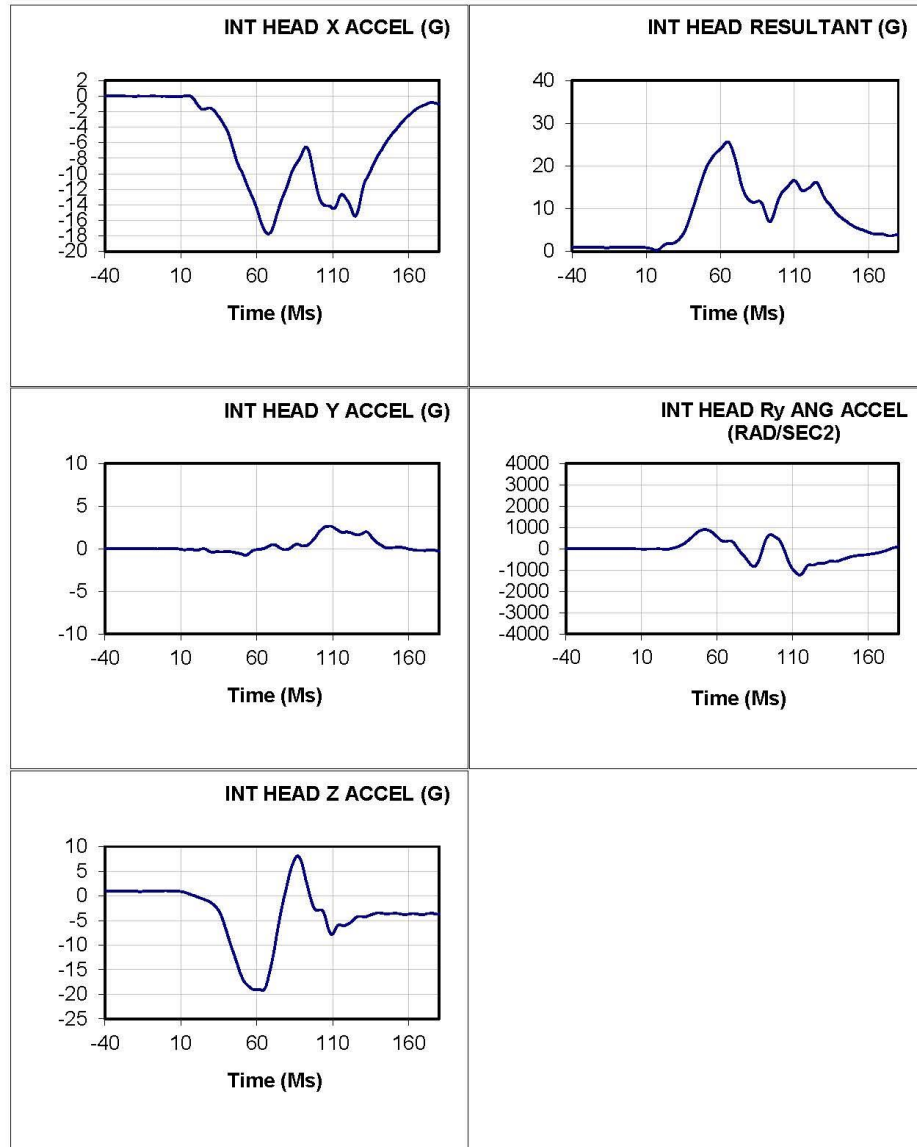 INT HEAD X ACCEL (G)
2
0
-2
-4
-6
-8
-10
-12
-14
-16
-18
-20
-40 10 60 110 160
Time (Ms)
INT HEAD RESULTANT (G)
40
30
20
10
0
-40 10 60 110 160
Time (Ms)
INT HEAD Y ACCEL (G)
10
5
0
-5
-10
-40 10 60 110 160
Time (Ms)
INT HEAD Ry ANG ACCEL
(RAD/SEC2)
4000
3000
2000
1000
0
-1000
-2000
-3000
-4000
-40 10 60 110 160
Time (Ms)
INT HEAD Z ACCEL (G)
10
5
0
-5
-10
-15
-20
-25
-40 10 60 110 160
Time (Ms)